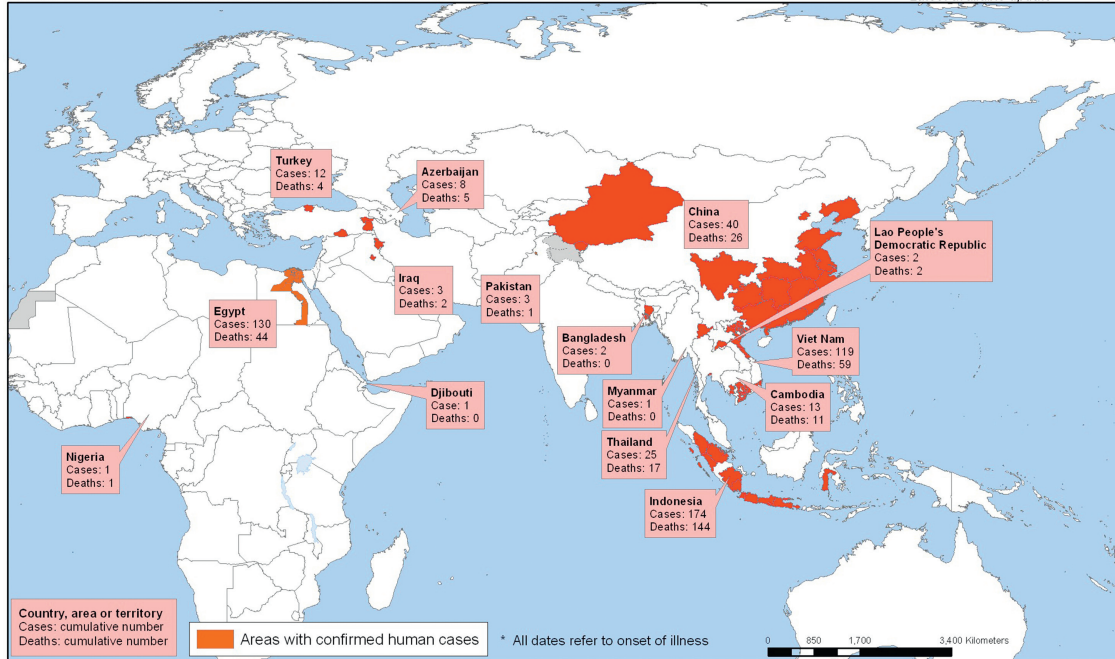 Turkey
Cases: 12
Deaths: 4
Azerbaijan
Cases: 8
Deaths: 5
China
Cases: 40
Deaths: 26
Lao People's
Democratic Republic
Cases: 2
Deaths: 2
Iraq
Cases: 3
Deaths: 2
Pakistan
Cases: 3
Deaths: 1
Egypt
Cases: 130
Deaths: 44
Bangladesh
Cases: 2
Deaths: 0
Viet Nam
Cases: 119
Deaths: 59
Djibouti
Case: 1
Deaths: 0
Myanmar
Cases: 1
Deaths: 0
Cambodia
Cases: 13
Deaths: 11
Nigeria
Cases: 1
Deaths: 1
Thailand
Cases: 25
Deaths: 17
Indonesia
Cases: 174
Deaths: 144
Country, area or territory
Cases: cumulative number
Deaths: cumulative number
Areas with confirmed human cases
* All dates refer to onset of illness
0 850 1,700 3,400 Kilometers